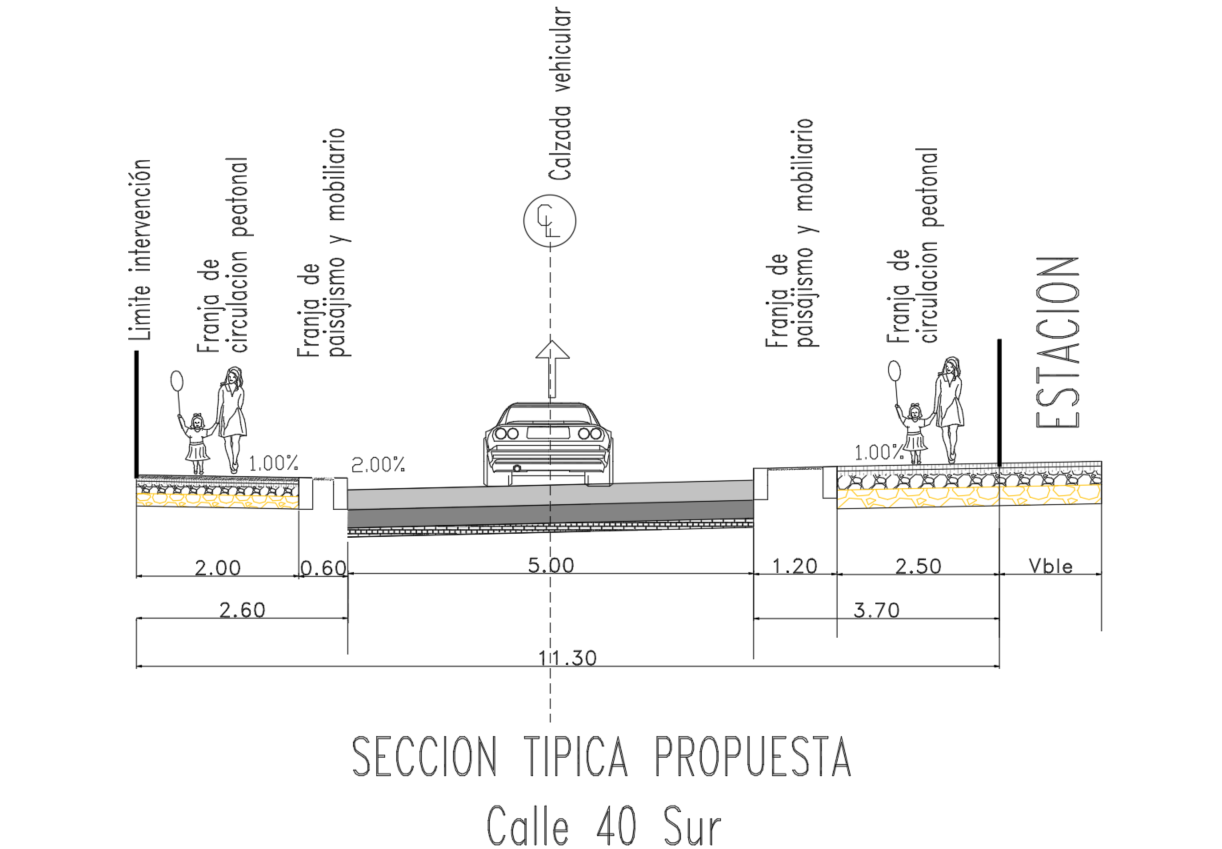 Limite intervención
Franja de
circulacion peatonal
Franja de
paisajismo y mobiliario
Calzada vehicular
CL
Franja de
paisajismo y mobiliario
Franja de
circulacion peatonal
ESTACION
1.00%
2.00%
1.00%
2.00
0.60
5.00
1.20
2.50
Vble
2.60
3.70
11.30
SECCION TIPICA PROPUESTA
Calle 40 Sur